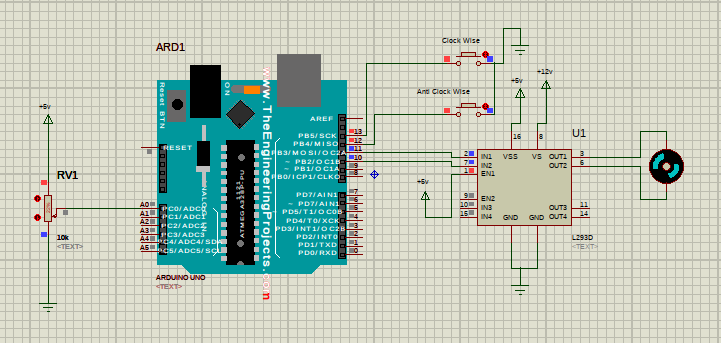 ARD1
Clock Wise
Anti Clock Wise
+5v
+5v
+12v
+5v
RV1
10k
<TEXT>
Reset BTN
ON
www.TheEngineeringProjects.com
RESET
AREF
PB5/SCK
PB4/MISO
PB3/MOSI/OC2A
~ PB2/OC1B
~ PB1/OC1A
PB0/ICP1/CLKO
PD7/AIN1
~ PD7/AIN1
PD5/T1/OC0B
PD4/T0/XCK
PD3/INT1/OC2B
PD2/INT0
PD1/TXD
PD0/RXD
13
12
11
10
9
8
7
6
5
4
3
2
1
0
A0
A1
A2
A3
A4
A5
PC0/ADC0
PC1/ADC1
PC2/ADC2
PC3/ADC3
PC4/ADC4/SDA
PC5/ADC5/SCL
ANALOG IN
ARDUINO UNO
<TEXT>
U1
16
8
2
7
1
9
10
15
IN1
IN2
EN1
EN2
IN3
IN4
VSS
VS
OUT1
OUT2
OUT3
OUT4
GND
GND
3
6
11
14
L293D
<TEXT>